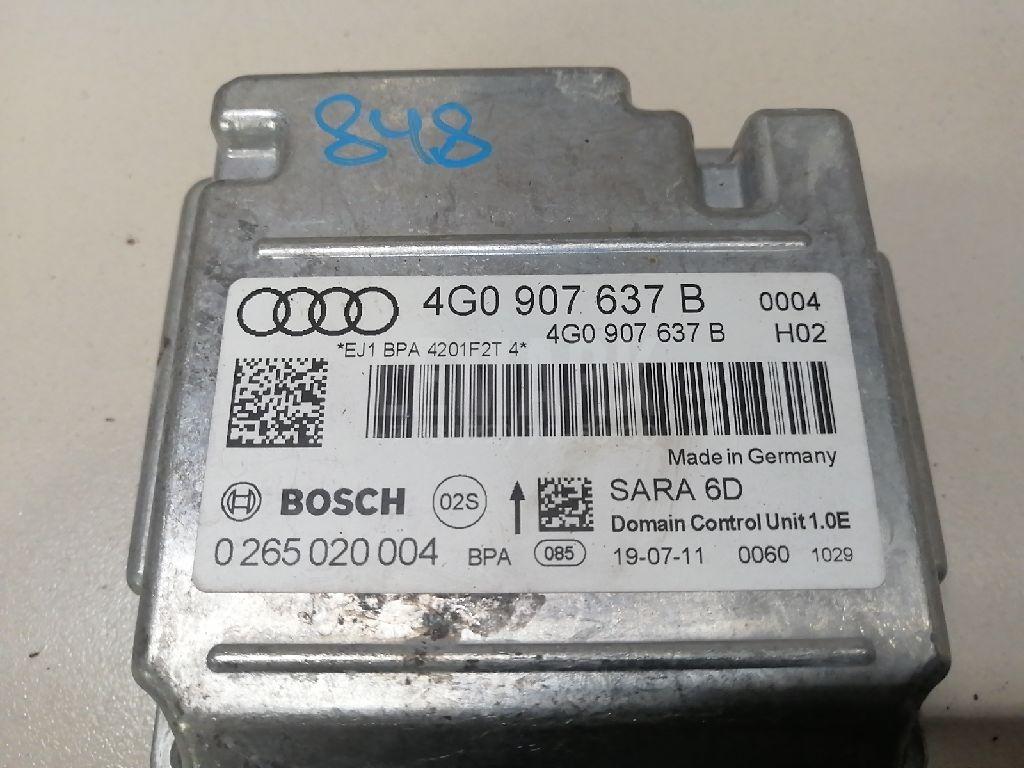 848
4G0 907 637 B 0004
4G0 907 637 B H02
*EJ1 BPA 4201F2T 4*
Made in Germany
BOSCH 02S SARA 6D
Domain Control Unit 1.0E
0 265 020 004 BPA 085 19-07-11 0060 1029